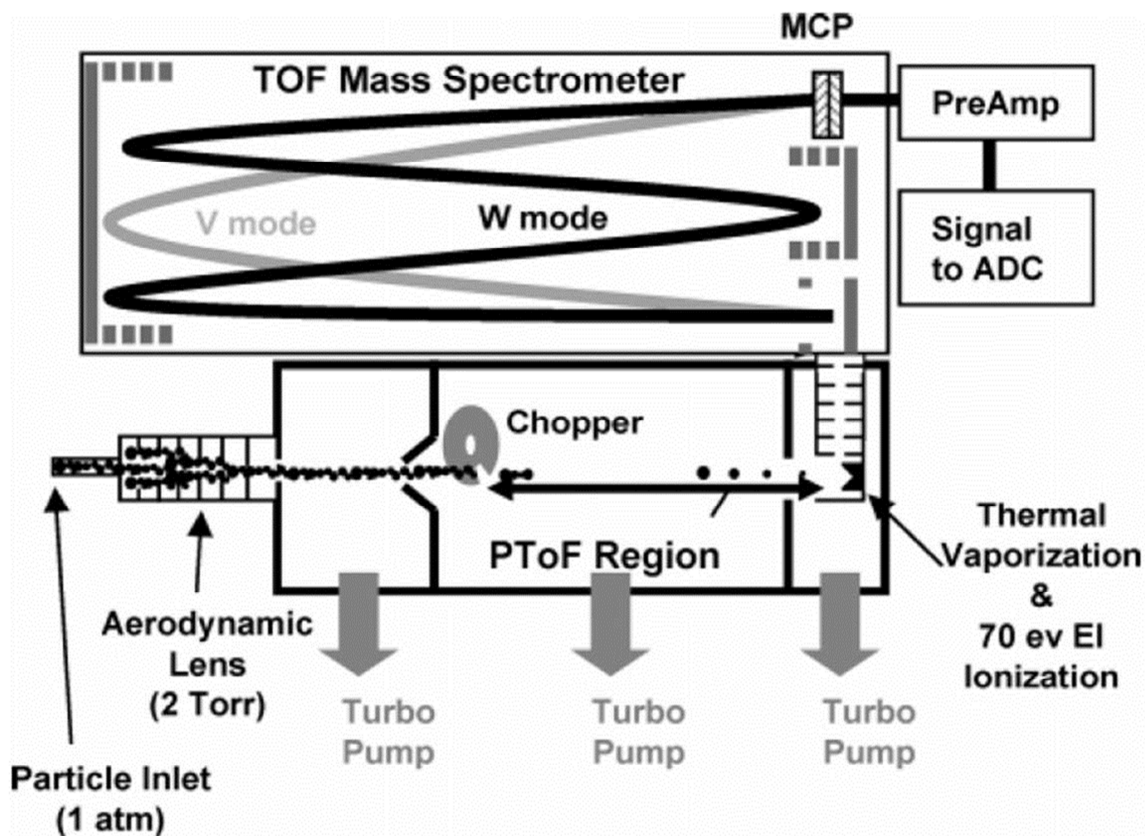 MCP
TOF Mass Spectrometer
PreAmp
V mode
W mode
Signal
to ADC
Chopper
PToF Region
Thermal
Vaporization
&
70 ev EI
Ionization
Aerodynamic
Lens
(2 Torr)
Turbo
Pump
Turbo
Pump
Turbo
Pump
Particle Inlet
(1 atm)